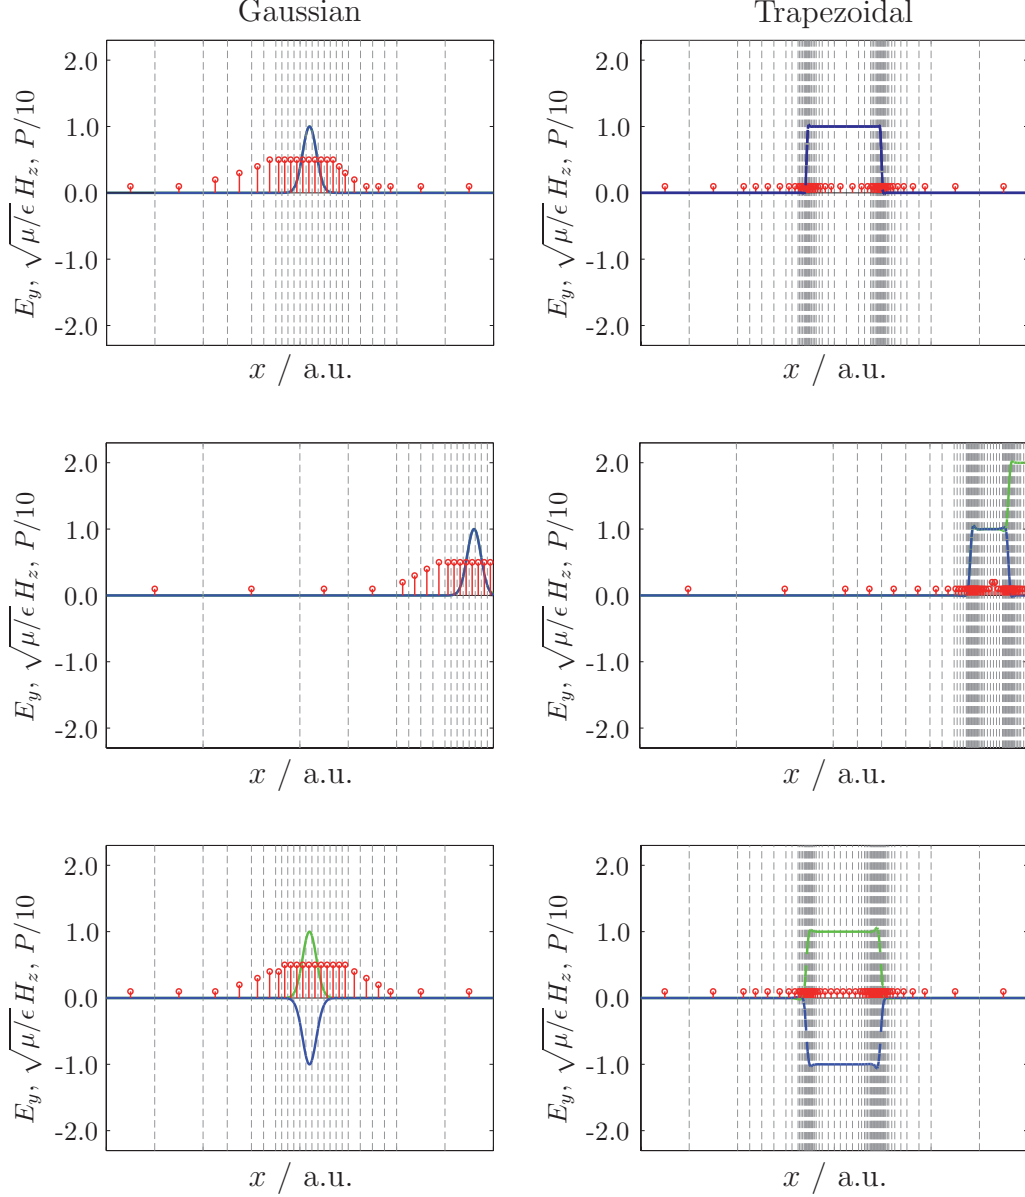 Gaussian Trapezoidal
2.0 2.0
1.0 1.0
0.0 0.0
-1.0 -1.0
-2.0 -2.0
E_y, √μ/ϵ H_z, P/10 E_y, √μ/ϵ H_z, P/10
x / a.u. x / a.u.
2.0 2.0
1.0 1.0
0.0 0.0
-1.0 -1.0
-2.0 -2.0
E_y, √μ/ϵ H_z, P/10 E_y, √μ/ϵ H_z, P/10
x / a.u. x / a.u.
2.0 2.0
1.0 1.0
0.0 0.0
-1.0 -1.0
-2.0 -2.0
E_y, √μ/ϵ H_z, P/10 E_y, √μ/ϵ H_z, P/10
x / a.u. x / a.u.